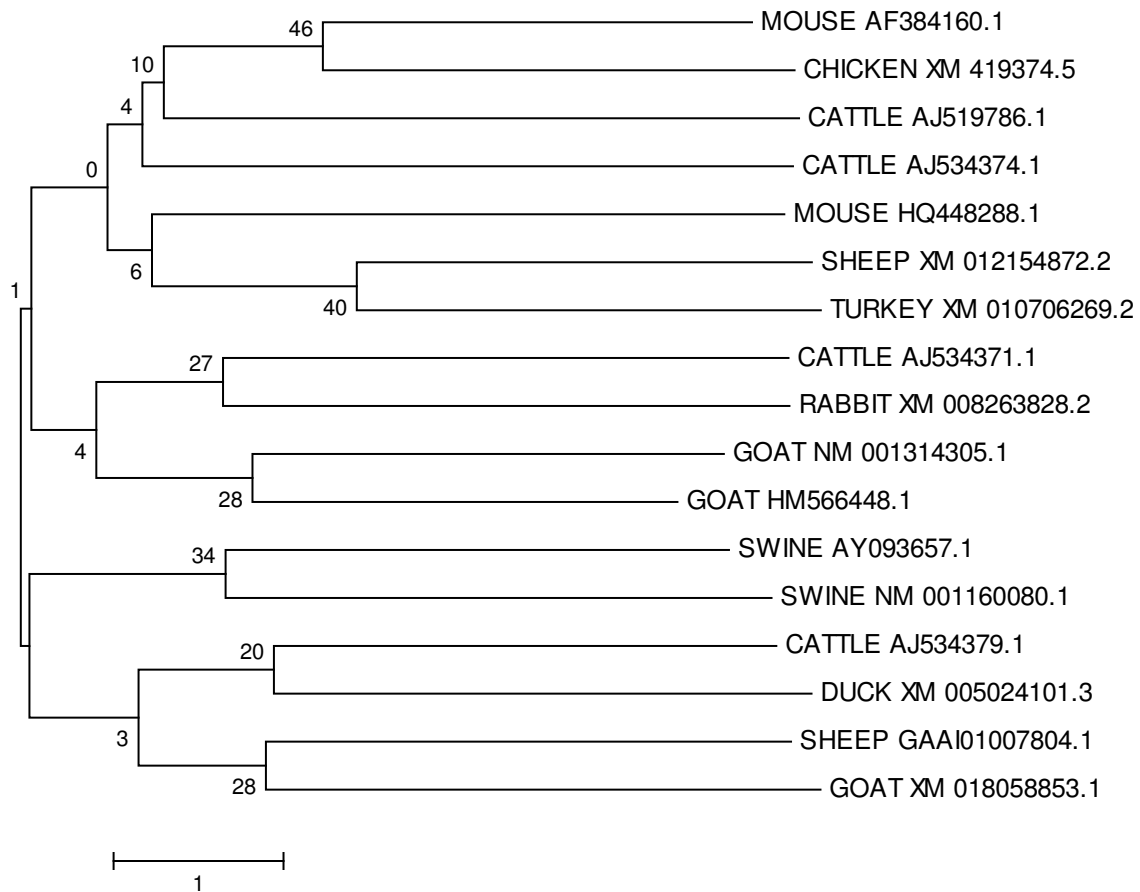 46
MOUSE AF384160.1
CHICKEN XM 419374.5
10
CATTLE AJ519786.1
4
CATTLE AJ534374.1
0
MOUSE HQ448288.1
6
SHEEP XM 012154872.2
40
TURKEY XM 010706269.2
1
27
CATTLE AJ534371.1
RABBIT XM 008263828.2
4
GOAT NM 001314305.1
28
GOAT HM566448.1
34
SWINE AY093657.1
SWINE NM 001160080.1
20
CATTLE AJ534379.1
DUCK XM 005024101.3
3
SHEEP GAAI01007804.1
28
GOAT XM 018058853.1
1